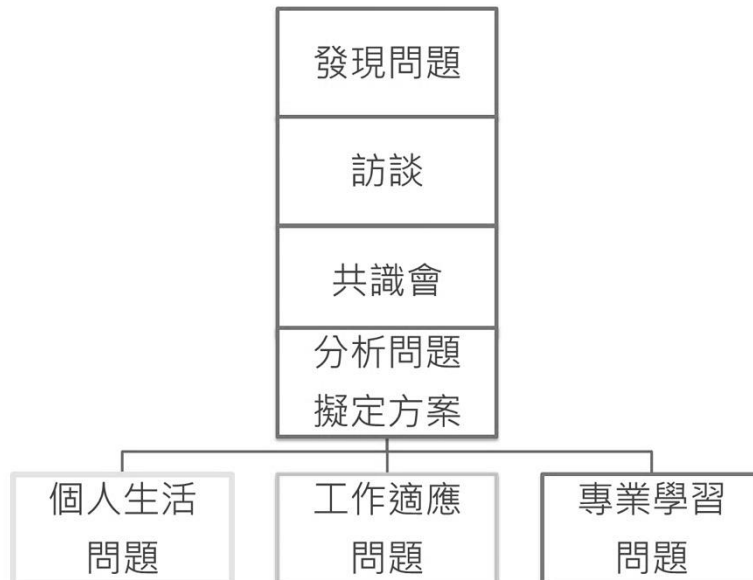 發現問題
訪談
共識會
分析問題
擬定方案
個人生活
問題
工作適應
問題
專業學習
問題